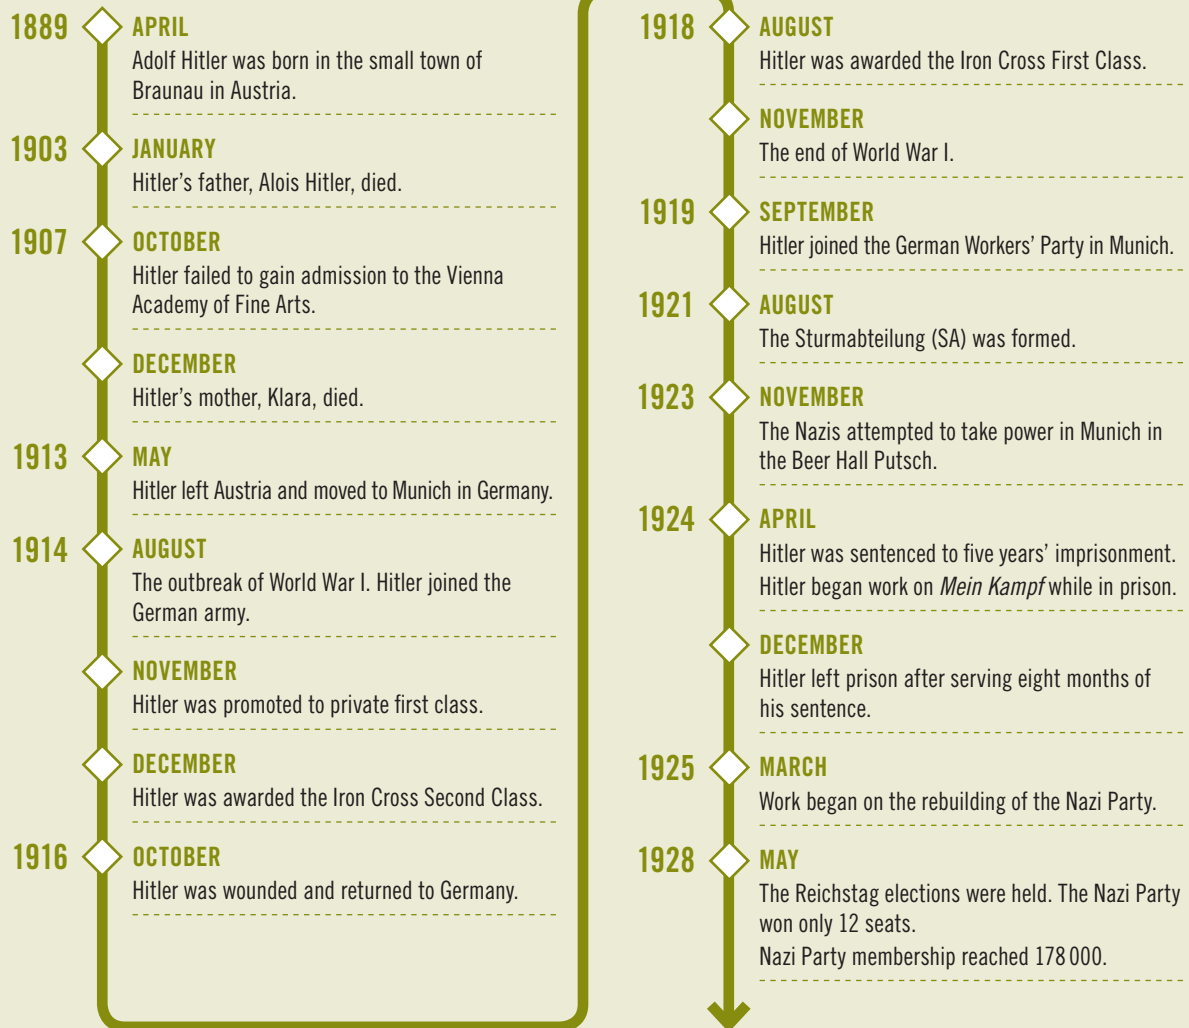 1889
APRIL
Adolf Hitler was born in the small town of
Braunau in Austria.
1903
JANUARY
Hitler’s father, Alois Hitler, died.
1907
OCTOBER
Hitler failed to gain admission to the Vienna
Academy of Fine Arts.
DECEMBER
Hitler’s mother, Klara, died.
1913
MAY
Hitler left Austria and moved to Munich in Germany.
1914
AUGUST
The outbreak of World War I. Hitler joined the
German army.
NOVEMBER
Hitler was promoted to private first class.
DECEMBER
Hitler was awarded the Iron Cross Second Class.
1916
OCTOBER
Hitler was wounded and returned to Germany.
1918
AUGUST
Hitler was awarded the Iron Cross First Class.
NOVEMBER
The end of World War I.
1919
SEPTEMBER
Hitler joined the German Workers’ Party in Munich.
1921
AUGUST
The Sturmabteilung (SA) was formed.
1923
NOVEMBER
The Nazis attempted to take power in Munich in
the Beer Hall Putsch.
1924
APRIL
Hitler was sentenced to five years’ imprisonment.
Hitler began work on Mein Kampf while in prison.
DECEMBER
Hitler left prison after serving eight months of
his sentence.
1925
MARCH
Work began on the rebuilding of the Nazi Party.
1928
MAY
The Reichstag elections were held. The Nazi Party
won only 12 seats.
Nazi Party membership reached 178 000.